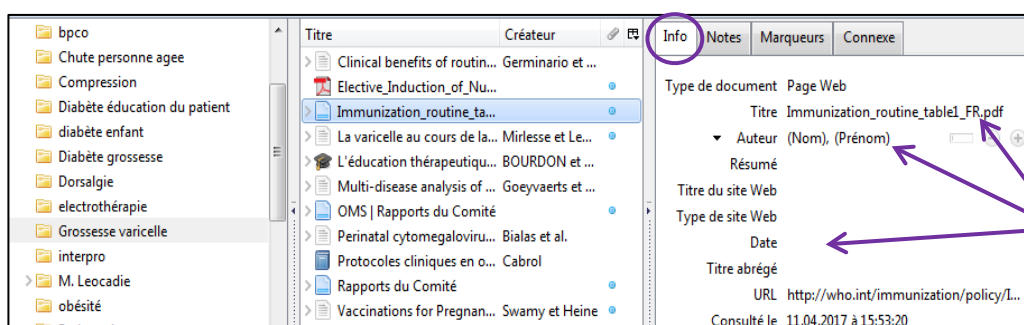 bpco
Chute personne agee
Compression
Diabète éducation du patient
diabète enfant
Diabète grossesse
Dorsalgie
electrothérapie
Grossesse varicelle
interpro
M. Leocadie
obésité
Titre Créateur
Clinical benefits of routin... Germinario et ...
Elective_Induction_of_Nu...
Immunization_routine_ta...
La varicelle au cours de la... Mirlesse et Le...
L'éducation thérapeutiqu... BOURDON et ...
Multi-disease analysis of ... Goeyvaerts et ...
OMS | Rapports du Comité
Perinatal cytomegaloviru... Bialas et al.
Protocoles cliniques en o... Cabrol
Rapports du Comité
Vaccinations for Pregnan... Swamy et Heine
Info Notes Marqueurs Connexe
Type de document Page Web
Titre Immunization_routine_table1_FR.pdf
Auteur (Nom), (Prénom)
Résumé
Titre du site Web
Type de site Web
Date
Titre abrégé
URL http://who.int/immunization/policy/I...
Consulté le 11.04.2017 à 15:53:20